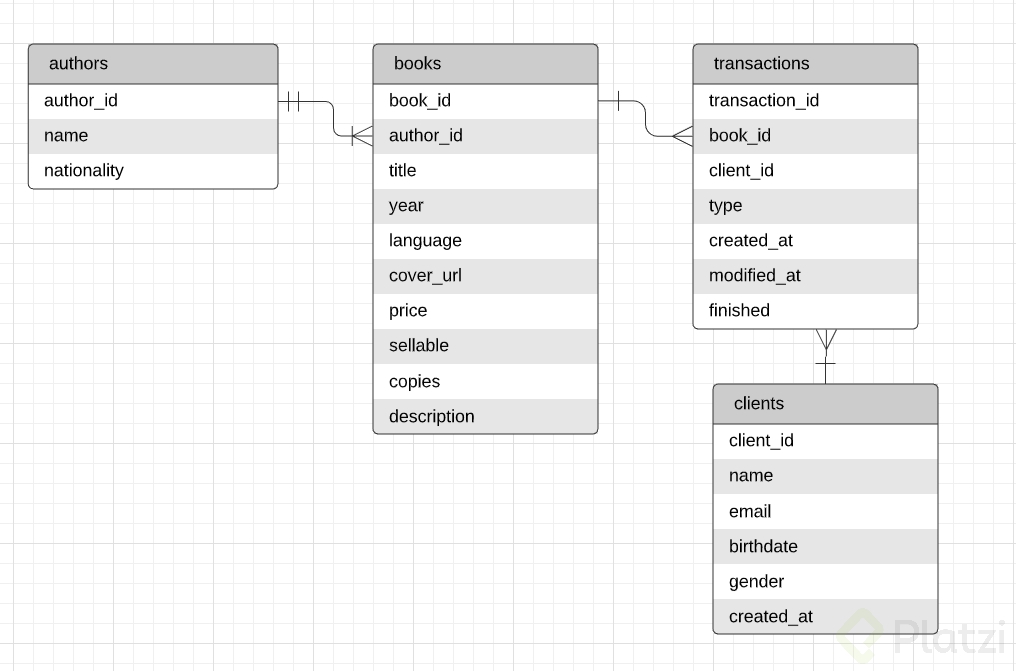 authors
author_id
name
nationality
books
book_id
author_id
title
year
language
cover_url
price
sellable
copies
description
transactions
transaction_id
book_id
client_id
type
created_at
modified_at
finished
clients
client_id
name
email
birthdate
gender
created_at
Platzi